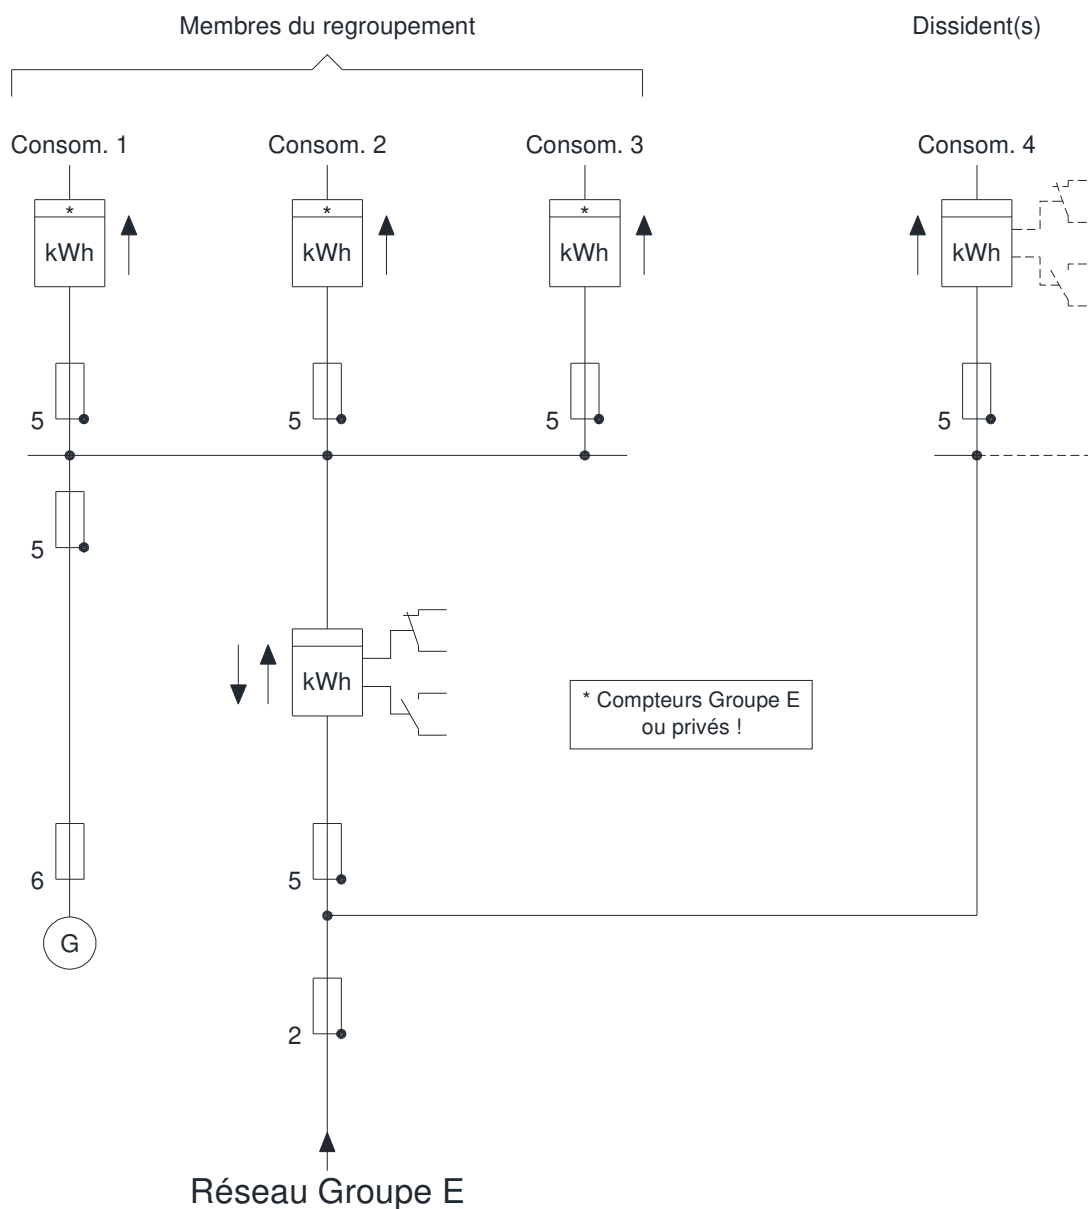 Membres du regroupement
Dissident(s)
Consom. 1
Consom. 2
Consom. 3
Consom. 4
*
*
*
kWh
kWh
kWh
kWh
5
5
5
5
5
kWh
* Compteurs Groupe E
ou privés !
6
5
G
2
Réseau Groupe E